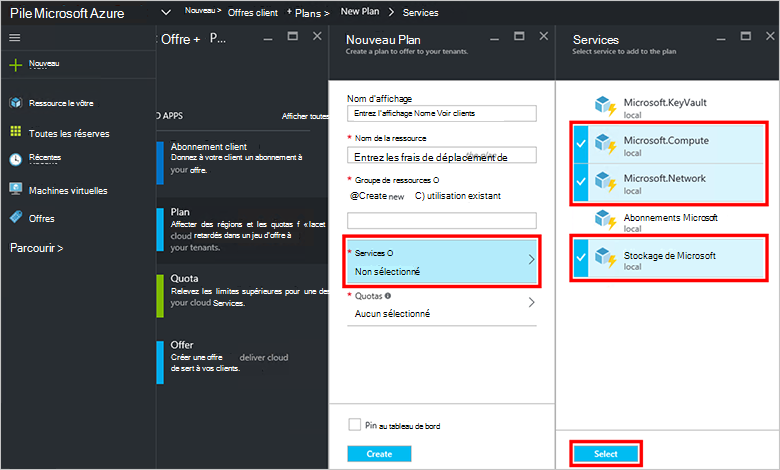 Pile Microsoft Azure
Nouveau > Offres client + Plans > New Plan > Services
Nouveau
Ressource le vôtre
Toutes les réserves
Récentes
Machines virtuelles
Offres
Parcourir >
Offre + P...
D APPS Afficher toutes
Abonnement client
Donnez à votre client un abonnement à
your offre.
Plan
Affecter des régions et les quotas f « lacet
cloud retardés dans un jeu d'offre à
your tenants.
Quota
Relevez les limites supérieures pour une des
your cloud Services.
Offer
Créer une offre deliver cloud
de sert à vos clients.
Nouveau Plan
Create a plan to offer to your tenants.
Nom d'affichage
Entrez l'affichage Nome Voir clients
* Nom de la ressource
Entrez les frais de déplacement de
* Groupe de ressources O
@Create new C) utilisation existant
* Services O
Non sélectionné
* Quotas
Aucun sélectionné
Pin au tableau de bord
Create
Services
Select service to add to the plan
Microsoft.KeyVault
local
Microsoft.Compute
local
Microsoft.Network
local
Abonnements Microsoft
local
Stockage de Microsoft
local
Select